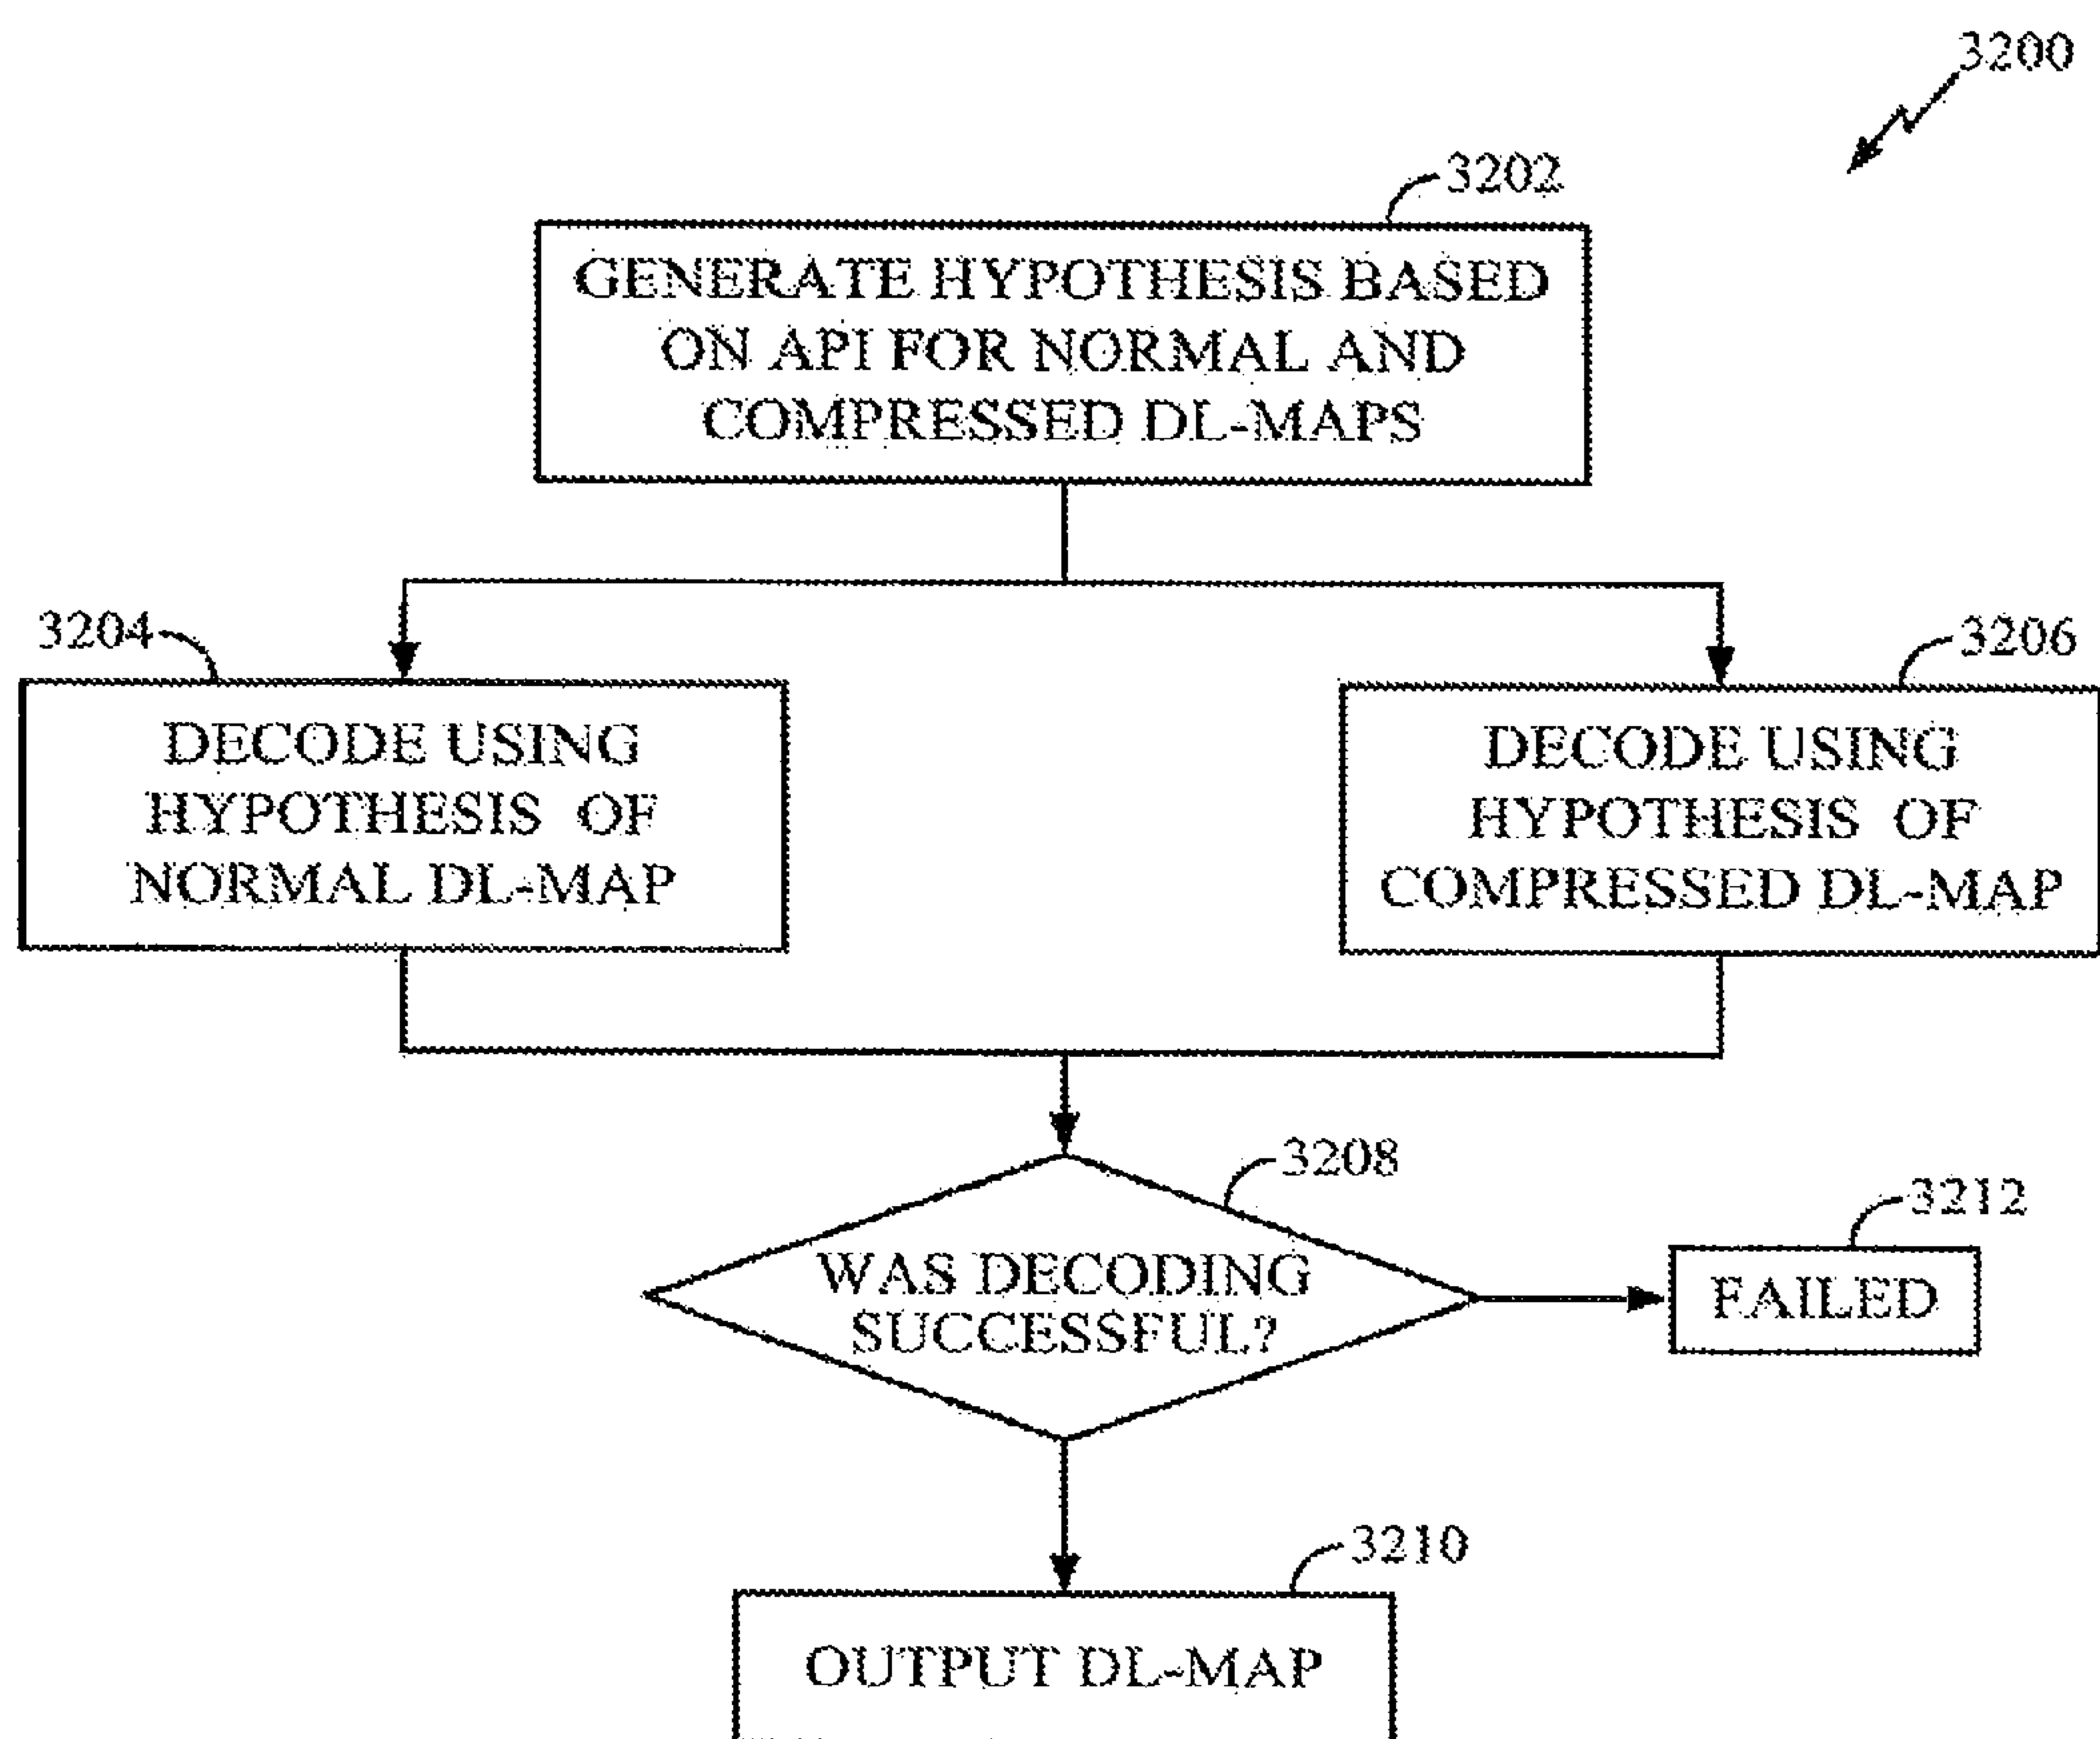 3200
3202
GENERATE HYPOTHESIS BASED
ON API FOR NORMAL AND
COMPRESSED DL-MAPS
3204
DECODE USING
HYPOTHESIS OF
NORMAL DL-MAP
3206
DECODE USING
HYPOTHESIS OF
COMPRESSED DL-MAP
3208
WAS DECODING
SUCCESSFUL?
3212
FAILED
3210
OUTPUT DL-MAP